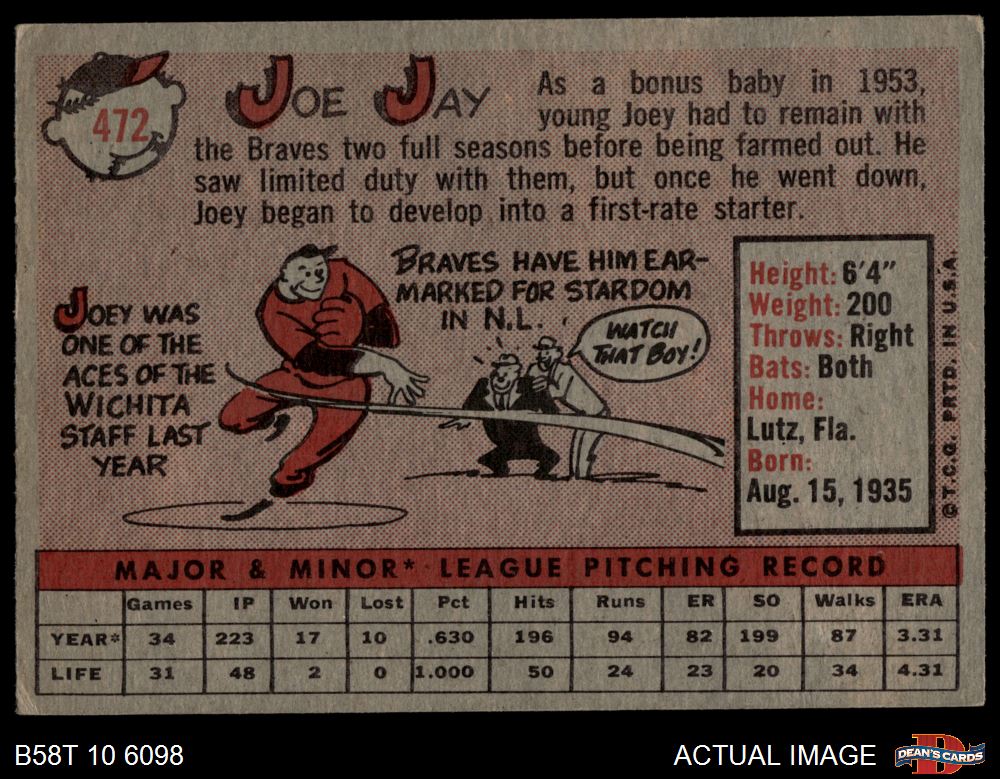 472
JOE JAY
As a bonus baby in 1953,
young Joey had to remain with
the Braves two full seasons before being farmed out. He
saw limited duty with them, but once he went down,
Joey began to develop into a first-rate starter.
JOEY WAS
ONE OF THE
ACES OF THE
WICHITA
STAFF LAST
YEAR
BRAVES HAVE HIM EAR-
MARKED FOR STARDOM
IN N.L.
WATCH
THAT BOY!
Height: 6'4"
Weight: 200
Throws: Right
Bats: Both
Home:
Lutz, Fla.
Born:
Aug. 15, 1935
©T.C.G. PRTD. IN U.S.A.
MAJOR & MINOR* LEAGUE PITCHING RECORD
Games IP Won Lost Pct Hits Runs ER SO Walks ERA
YEAR* 34 223 17 10 .630 196 94 82 199 87 3.31
LIFE 31 48 2 0 1.000 50 24 23 20 34 4.31
B58T 10 6098
ACTUAL IMAGE
D
DEAN'S CARDS